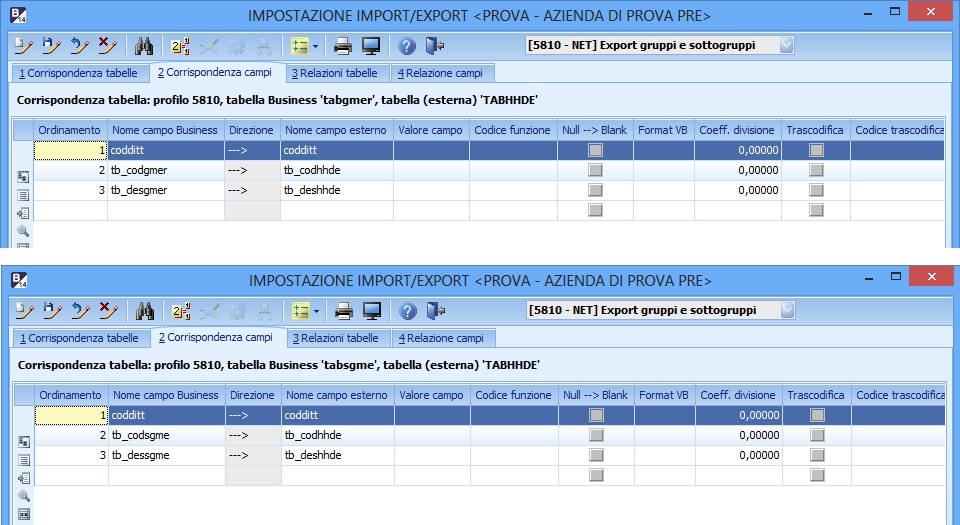 B 14 IMPOSTAZIONE IMPORT/EXPORT <PROVA - AZIENDA DI PROVA PRE>
[5810 - NET] Export gruppi e sottogruppi
1 Corrispondenza tabelle 2 Corrispondenza campi 3 Relazioni tabelle 4 Relazione campi
Corrispondenza tabella: profilo 5810, tabella Business 'tabgmer', tabella (esterna) 'TABHHDE'
Ordinamento Nome campo Business Direzione Nome campo esterno Valore campo Codice funzione Null --> Blank Format VB Coeff. divisione Trascodifica Codice trascodifica
1 codditt ---> codditt 0,00000
2 tb_codgmer ---> tb_codhhde 0,00000
3 tb_desgmer ---> tb_deshhde 0,00000
B 14 IMPOSTAZIONE IMPORT/EXPORT <PROVA - AZIENDA DI PROVA PRE>
[5810 - NET] Export gruppi e sottogruppi
1 Corrispondenza tabelle 2 Corrispondenza campi 3 Relazioni tabelle 4 Relazione campi
Corrispondenza tabella: profilo 5810, tabella Business 'tabsgme', tabella (esterna) 'TABHHDE'
Ordinamento Nome campo Business Direzione Nome campo esterno Valore campo Codice funzione Null --> Blank Format VB Coeff. divisione Trascodifica Codice trascodifica
1 codditt ---> codditt 0,00000
2 tb_codsgme ---> tb_codhhde 0,00000
3 tb_dessgme ---> tb_deshhde 0,00000